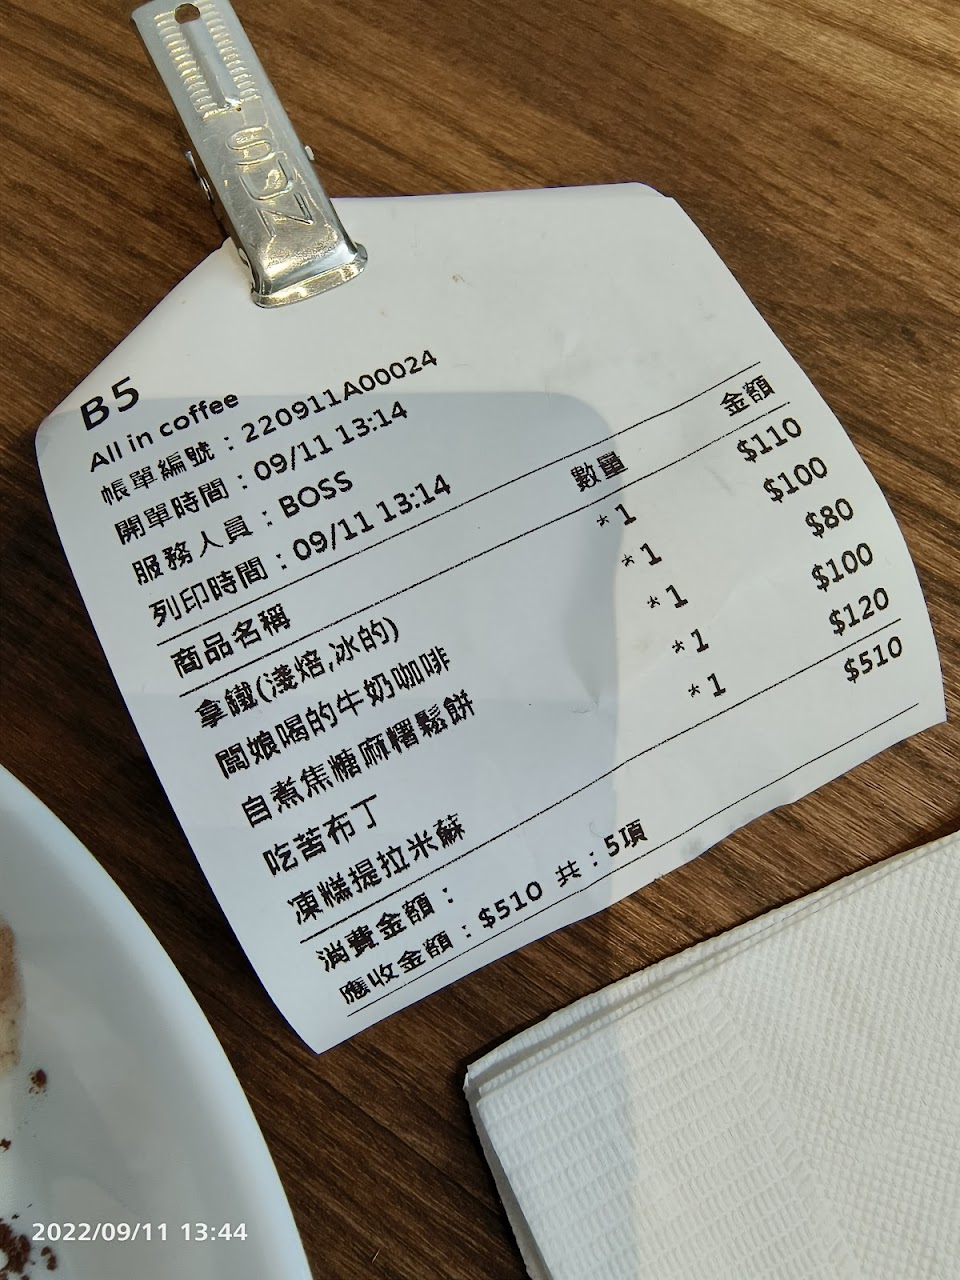 B5
All in coffee
帳單編號：220911A00024
開單時間：09/11 13:14
服務人員：BOSS
列印時間：09/11 13:14
商品名稱 數量 金額
拿鐵(淺焙,冰的) *1 $110
闆娘喝的牛奶咖啡 *1 $100
自煮焦糖麻糬鬆餅 *1 $80
吃苦布丁 *1 $100
凍糕提拉米蘇 *1 $120
消費金額： $510
應收金額：$510 共：5項
2022/09/11 13:44